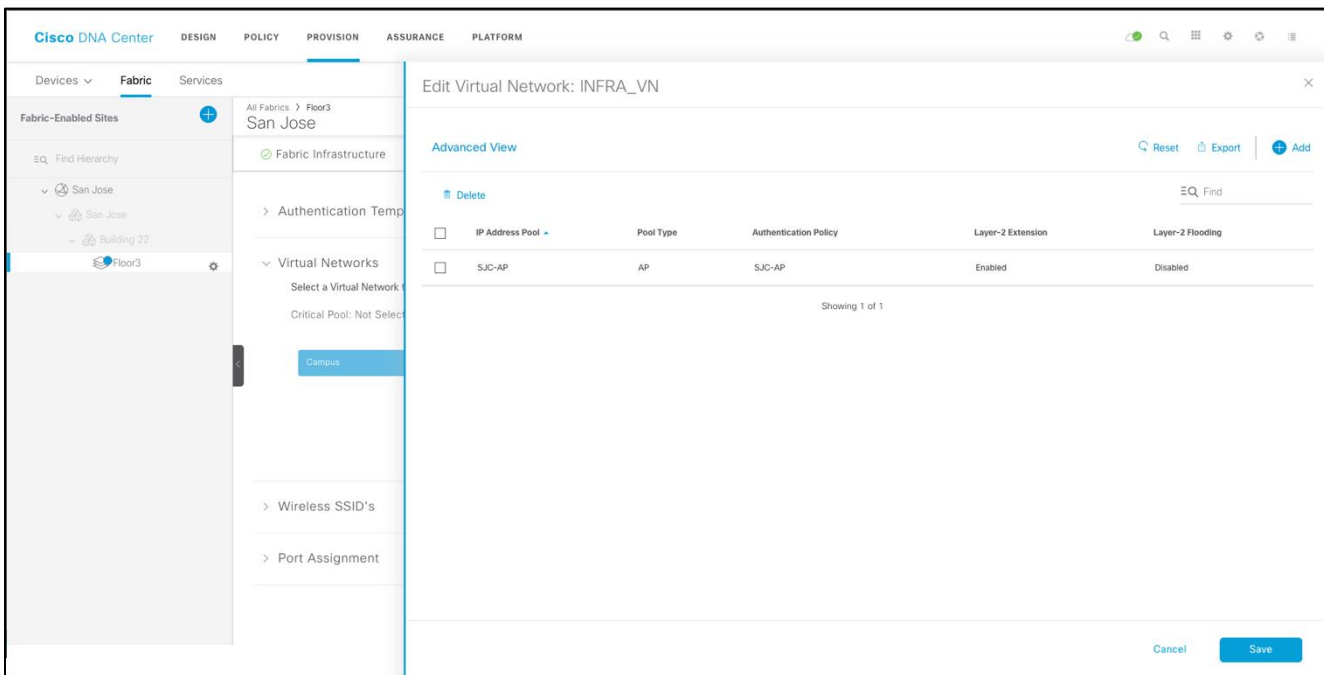 Cisco DNA Center DESIGN POLICY PROVISION ASSURANCE PLATFORM
Devices Fabric Services
Fabric-Enabled Sites
Find Hierarchy
San Jose
San Jose
Building 22
Floor3
All Fabrics > Floor3
San Jose
Fabric Infrastructure
Authentication Temp
Virtual Networks
Select a Virtual Network t
Critical Pool: Not Select
Campus
Wireless SSID's
Port Assignment
Edit Virtual Network: INFRA_VN
Advanced View Reset Export Add
Delete Find
IP Address Pool Pool Type Authentication Policy Layer-2 Extension Layer-2 Flooding
SJC-AP AP SJC-AP Enabled Disabled
Showing 1 of 1
Cancel Save